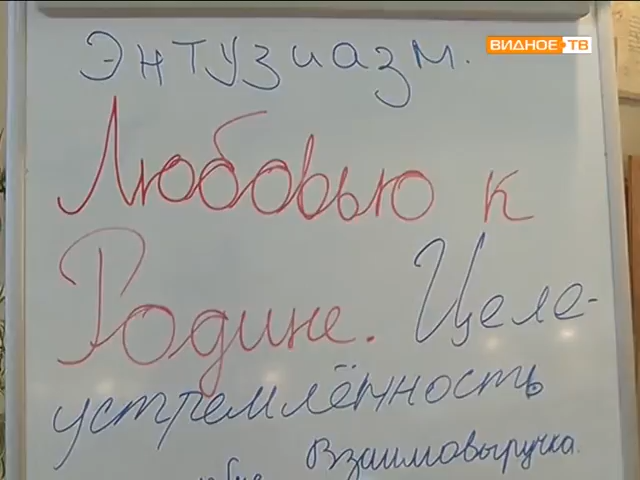 ВИДНОЕ ТВ
Энтузиазм.
Любовью к
Родине. Целе-
устремлённость
Взаимовыручка.